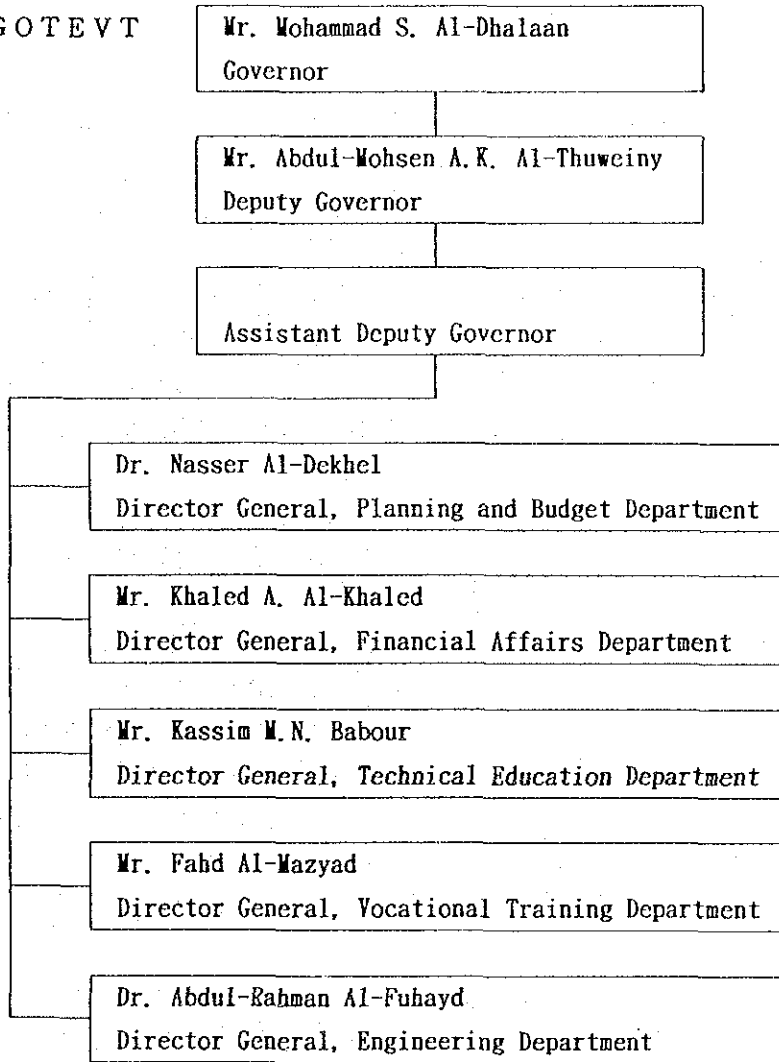 GOTEVT
Mr. Mohammad S. Al-Dhalaan
Governor
Mr. Abdul-Mohsen A.K. Al-Thuweiny
Deputy Governor
Assistant Deputy Governor
Dr. Nasser Al-Dekhel
Director General, Planning and Budget Department
Mr. Khaled A. Al-Khaled
Director General, Financial Affairs Department
Mr. Kassim M.N. Babour
Director General, Technical Education Department
Mr. Fahd Al-Mazyad
Director General, Vocational Training Department
Dr. Abdul-Rahman Al-Fuhayd
Director General, Engineering Department